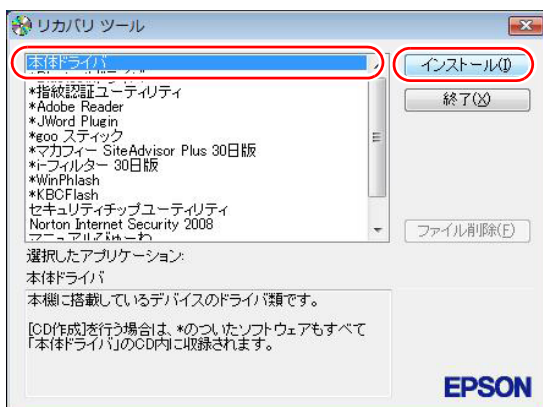 リカバリ ツール
本体ドライバ
*指紋認証ユーティリティ
*Adobe Reader
*JWord Plugin
*goo スティック
*マカフィー SiteAdvisor Plus 30日版
*i-フィルター 30日版
*WinPhlash
*KBCFlash
セキュリティチップユーティリティ
Norton Internet Security 2008
マニュアルびゅーわ
インストール(I)
終了(X)
ファイル削除(F)
選択したアプリケーション:
本体ドライバ
本機に搭載しているデバイスのドライバ類です。
[CD作成]を行う場合は、*のついたソフトウェアもすべて
「本体ドライバ」のCD内に収録されます。
EPSON